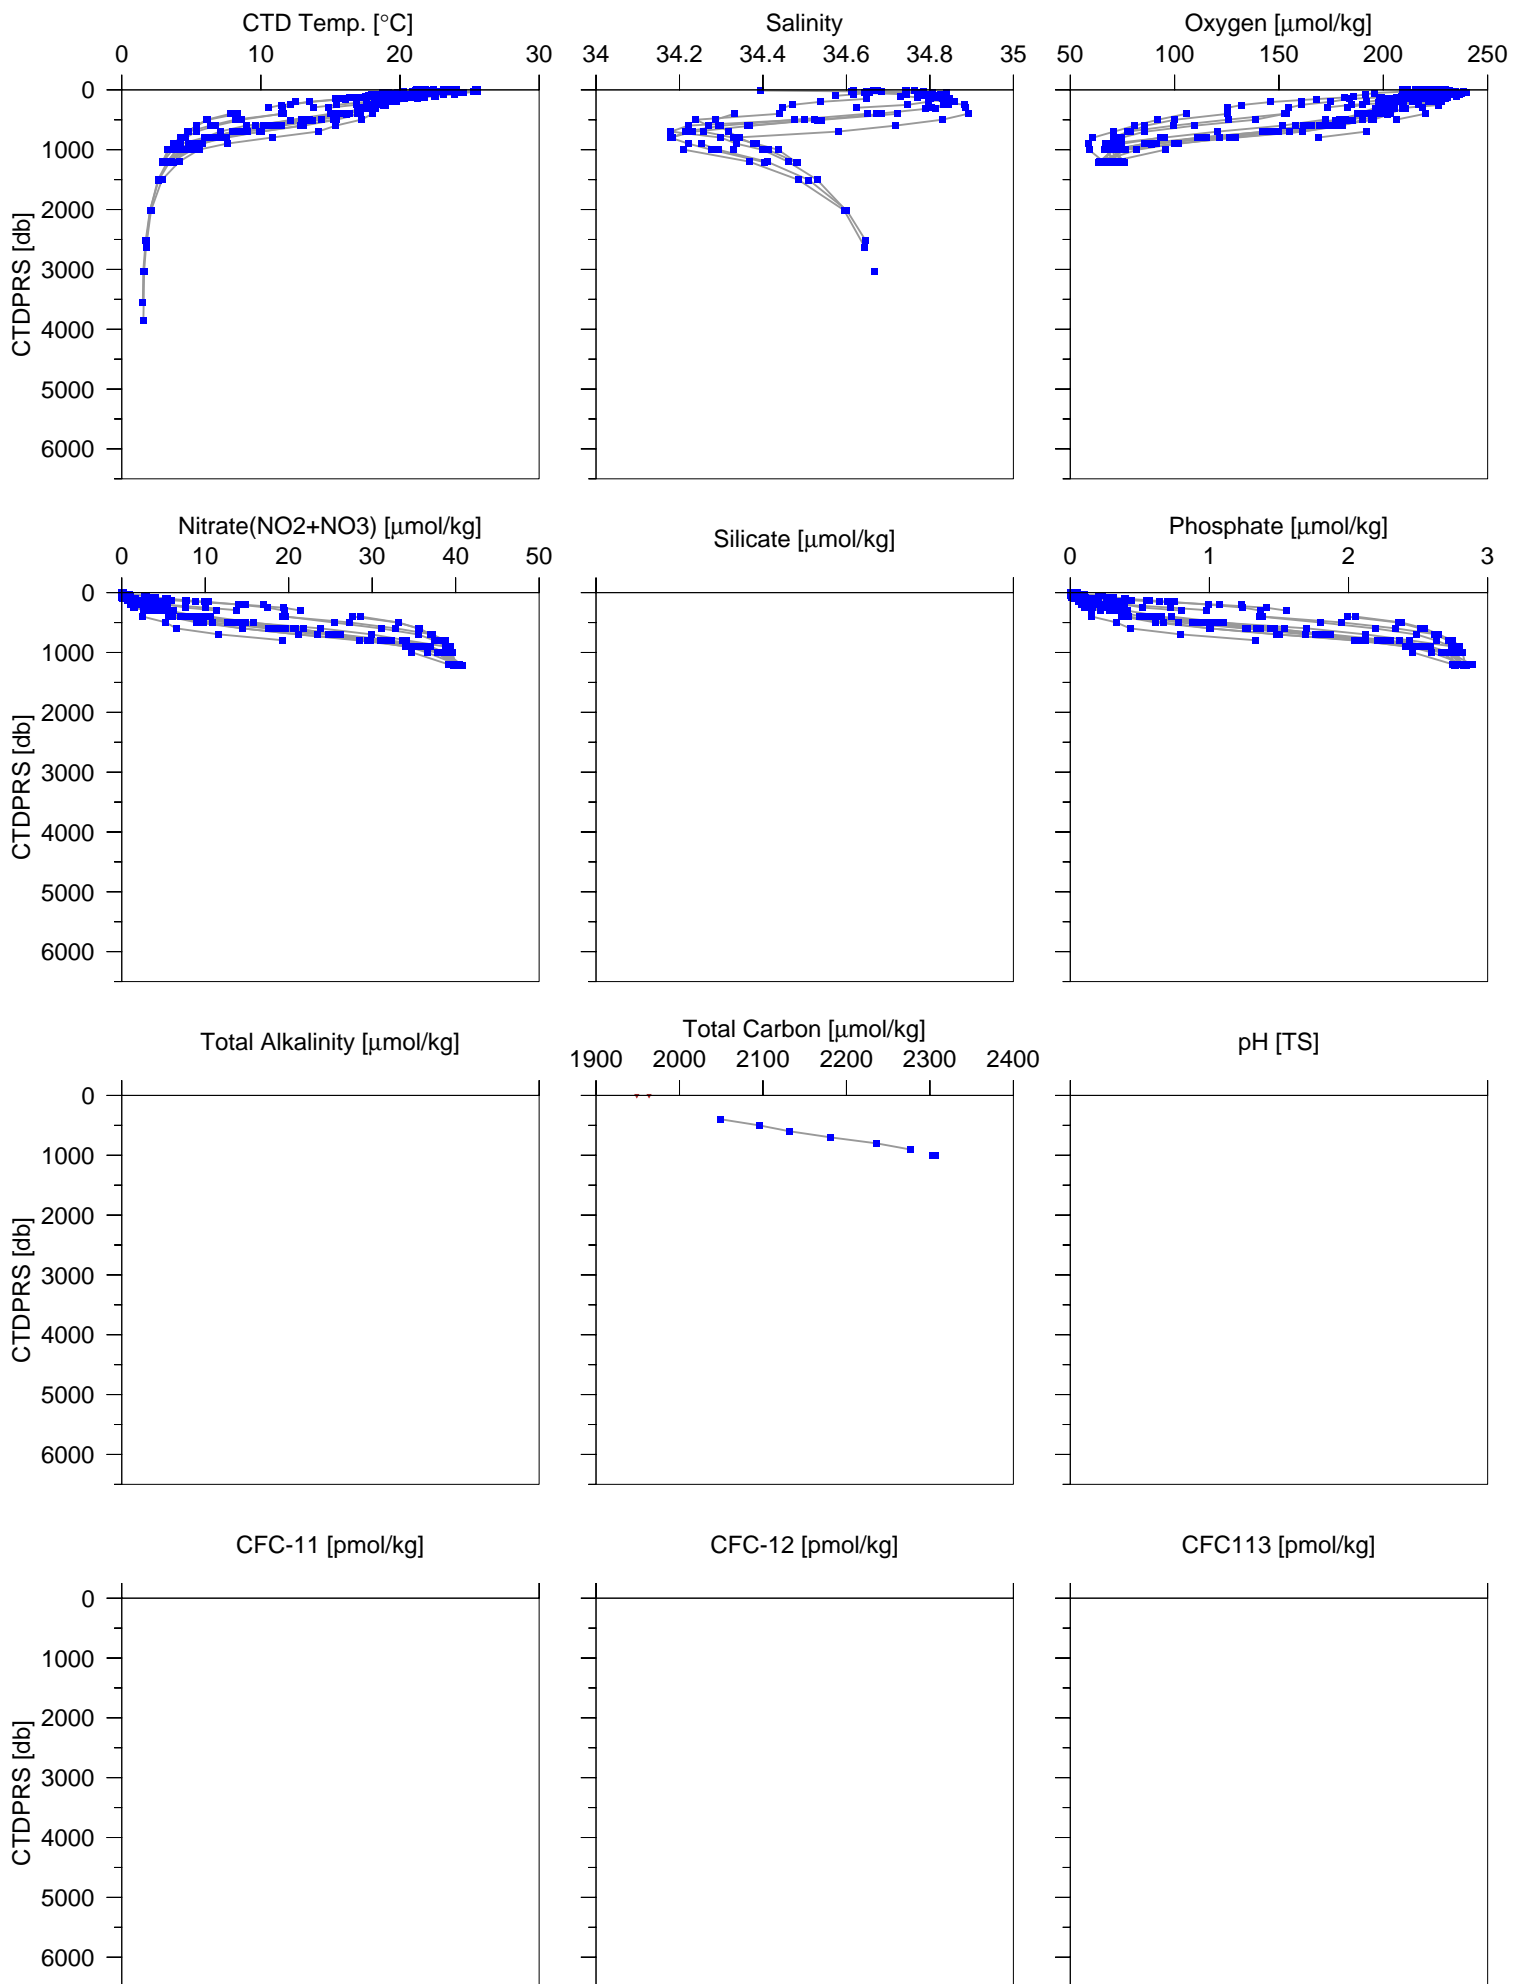 CTD Temp. [°C] Salinity Oxygen [μmol/kg]
0 10 20 30 34 34.2 34.4 34.6 34.8 35 50 100 150 200 250
0
1000
2000
3000
4000
5000
6000
CTDPRS [db]
Nitrate(NO2+NO3) [μmol/kg] Silicate [μmol/kg] Phosphate [μmol/kg]
0 10 20 30 40 50 0 1 2 3
0
1000
2000
3000
4000
5000
6000
CTDPRS [db]
Total Alkalinity [μmol/kg] Total Carbon [μmol/kg] pH [TS]
1900 2000 2100 2200 2300 2400
0
1000
2000
3000
4000
5000
6000
CTDPRS [db]
CFC-11 [pmol/kg] CFC-12 [pmol/kg] CFC113 [pmol/kg]
0
1000
2000
3000
4000
5000
6000
CTDPRS [db]